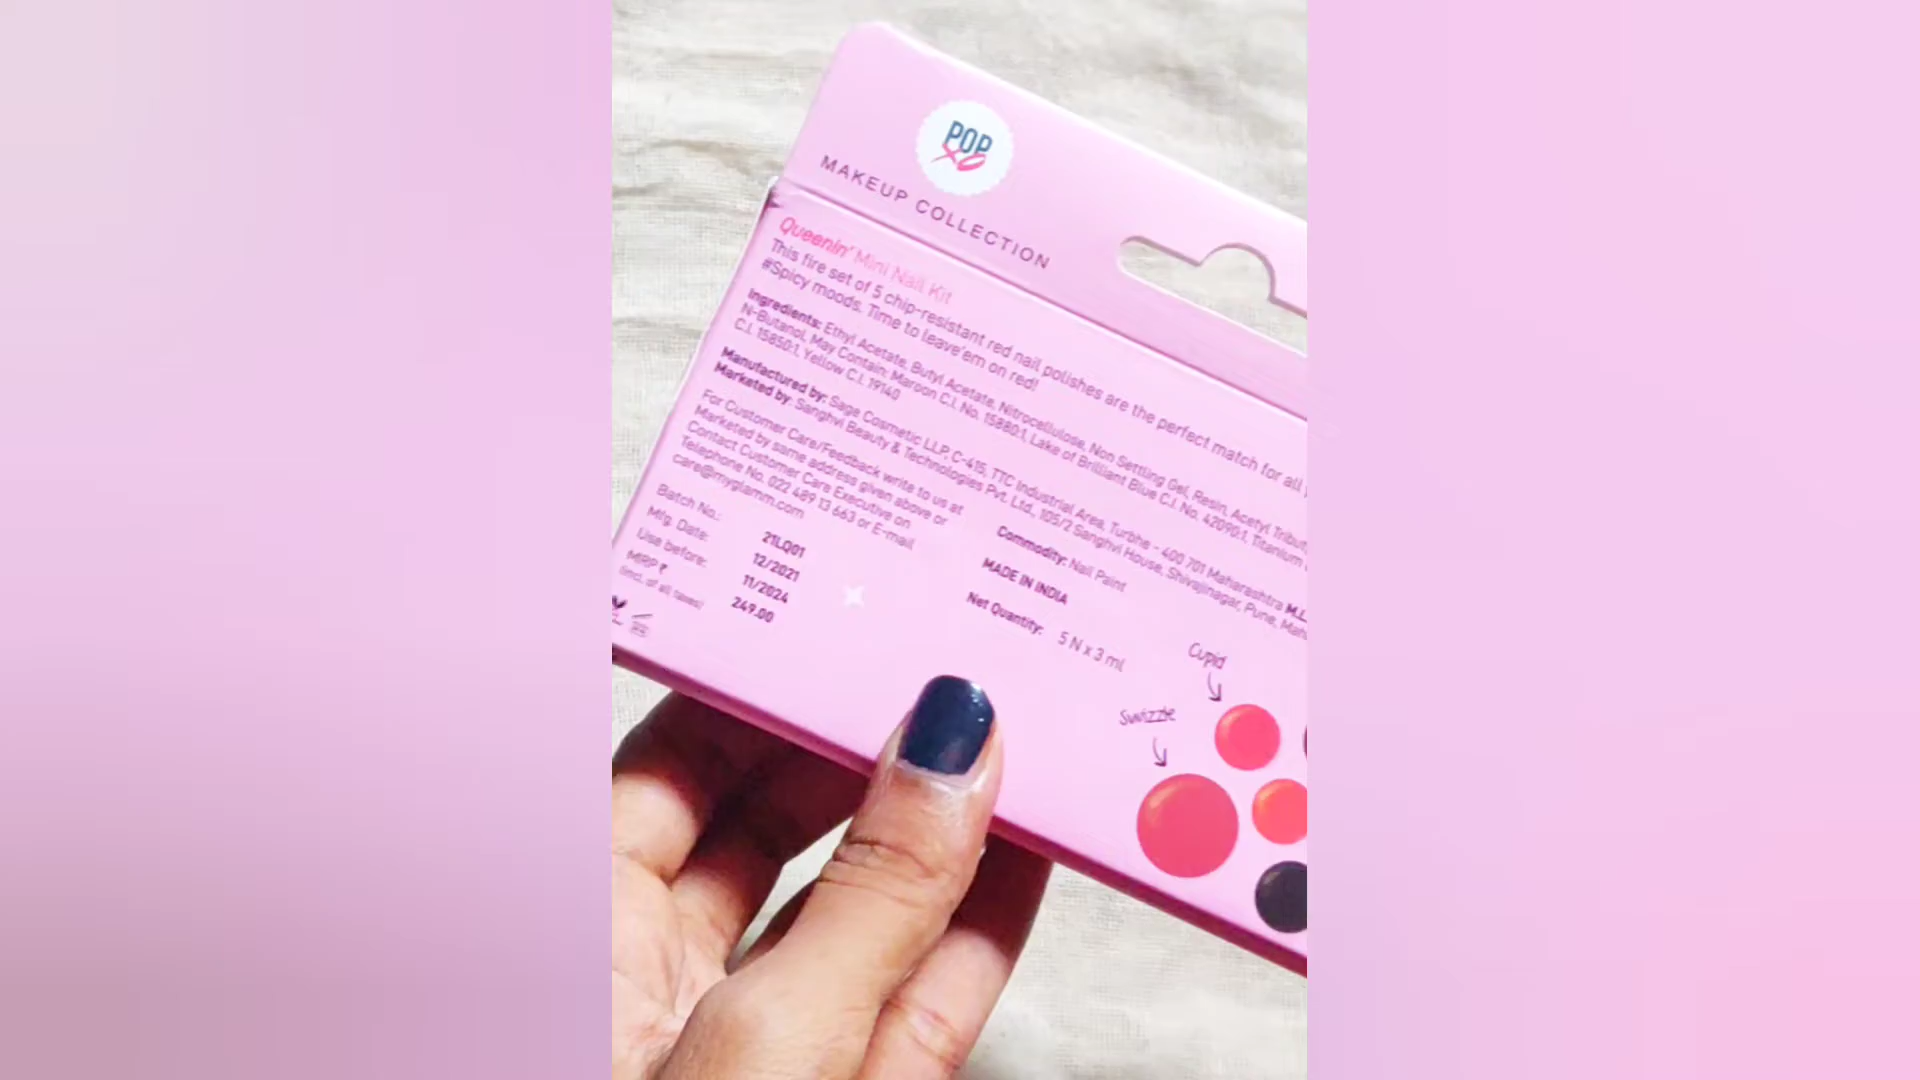 POP
XO
MAKEUP COLLECTION
Queenin' Mini Nail Kit
This fire set of 5 chip-resistant red nail polishes are the perfect match for all
#Spicy moods. Time to leave'em on red!
Ingredients: Ethyl Acetate, Butyl Acetate, Nitrocellulose, Non Settling Gel, Resin, Acetyl
N-Butanol, May Contain: Maroon C.I. No. 15880:1, Lake of Brilliant Blue C.I. No. 42090:1, Titanium
C.I. 15850:1, Yellow C.I. 19140
Manufactured by: Sage Cosmetic LLP, C-415, TTC Industrial Area, Turbhe - 400 701 Maharashtra M.L.
Marketed by: Sanghvi Beauty & Technologies Pvt. Ltd., 105/2 Sanghvi House, Shivajinagar, Pune,
For Customer Care/Feedback write to us at
Marketed by same address given above or
Contact Customer Care Executive on
Telephone No. 022 489 13 663 or E-mail
care@myglamm.com
Batch No.: 21LQ01
Mfg. Date: 12/2021
Use before: 11/2024
MRP ₹ 249.00
(incl. of all taxes)
Commodity: Nail Paint
MADE IN INDIA
Net Quantity: 5 N x 3 ml
Cupid
Swizzle